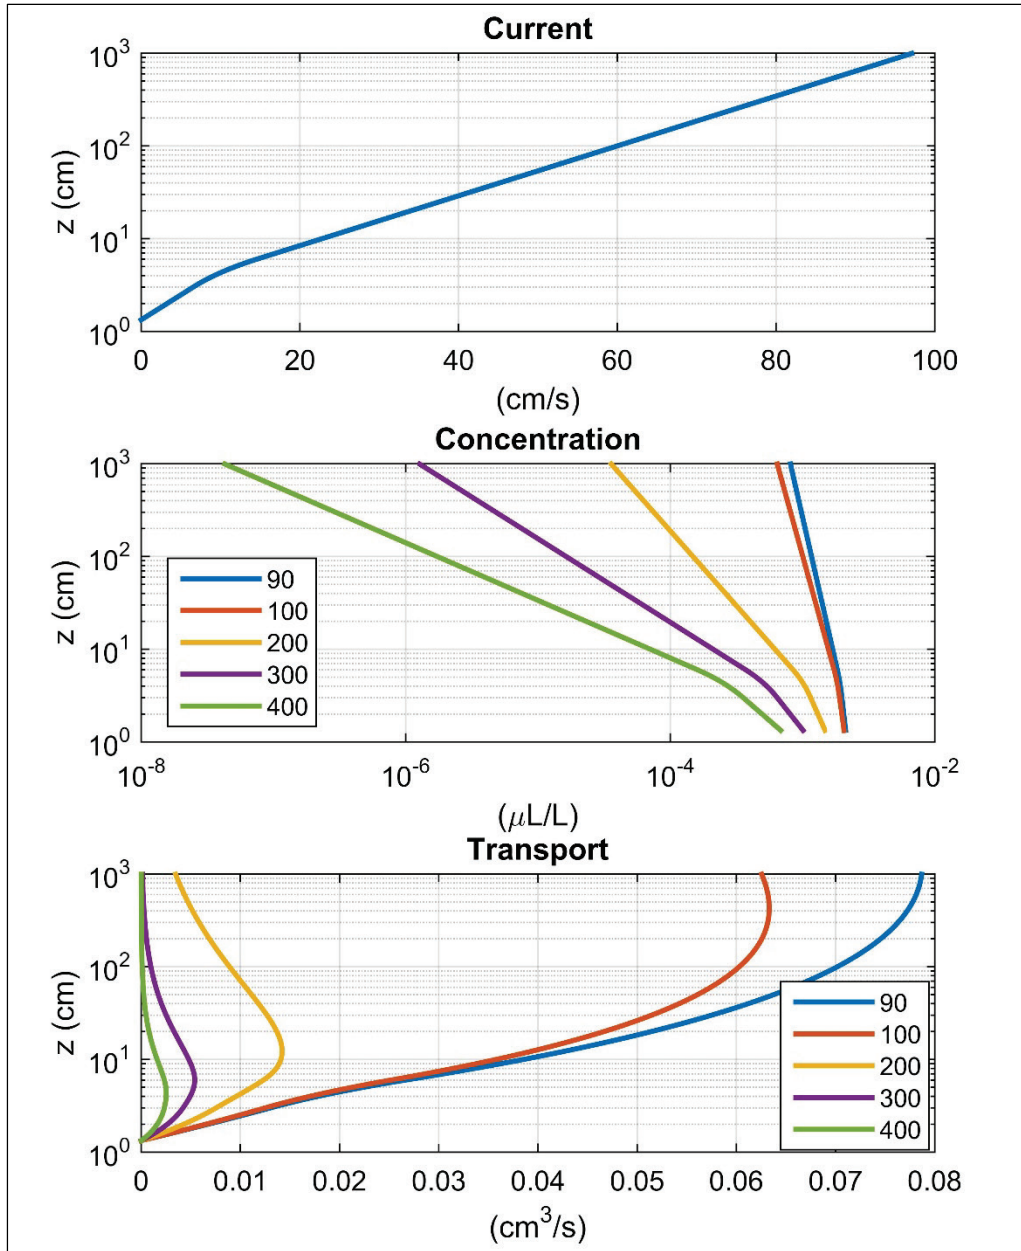 Current
10³
10²
10¹
10⁰
z (cm)
0 20 40 60 80 100
(cm/s)
Concentration
10³
10²
10¹
10⁰
z (cm)
90
100
200
300
400
10⁻⁸ 10⁻⁶ 10⁻⁴ 10⁻²
(μL/L)
Transport
10³
10²
10¹
10⁰
z (cm)
90
100
200
300
400
0 0.01 0.02 0.03 0.04 0.05 0.06 0.07 0.08
(cm³/s)